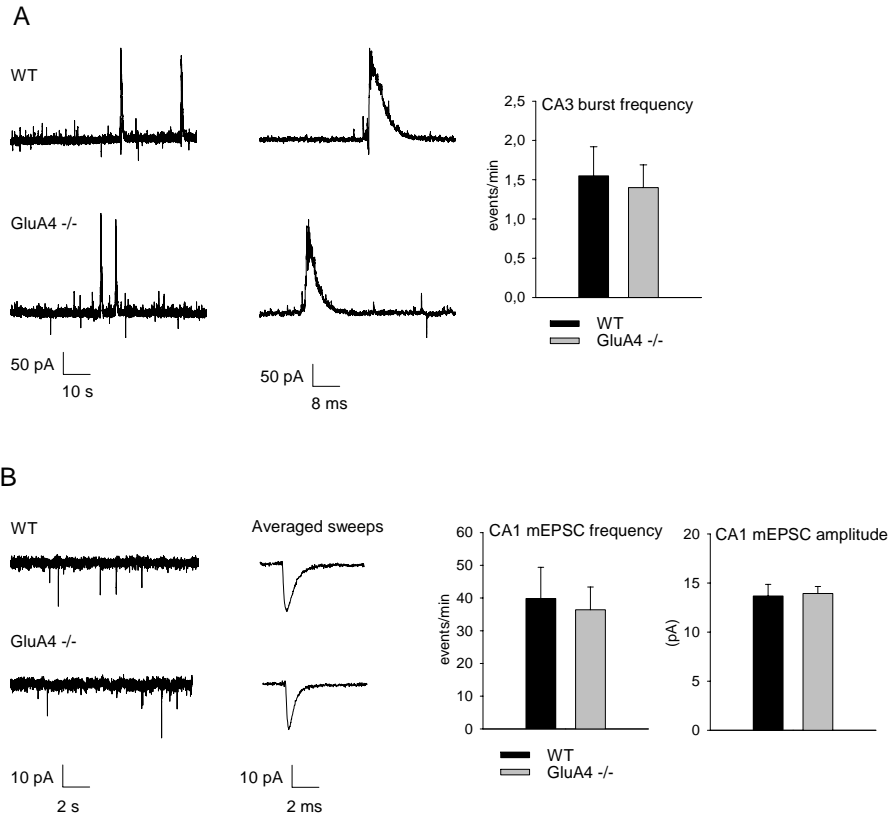 A
WT
GluA4 -/-
50 pA
10 s
50 pA
8 ms
CA3 burst frequency
events/min
2,5
2,0
1,5
1,0
0,5
0,0
WT
GluA4 -/-
B
WT
GluA4 -/-
10 pA
2 s
Averaged sweeps
10 pA
2 ms
CA1 mEPSC frequency
events/min
60
50
40
30
20
10
0
WT
GluA4 -/-
CA1 mEPSC amplitude
(pA)
20
15
10
5
0